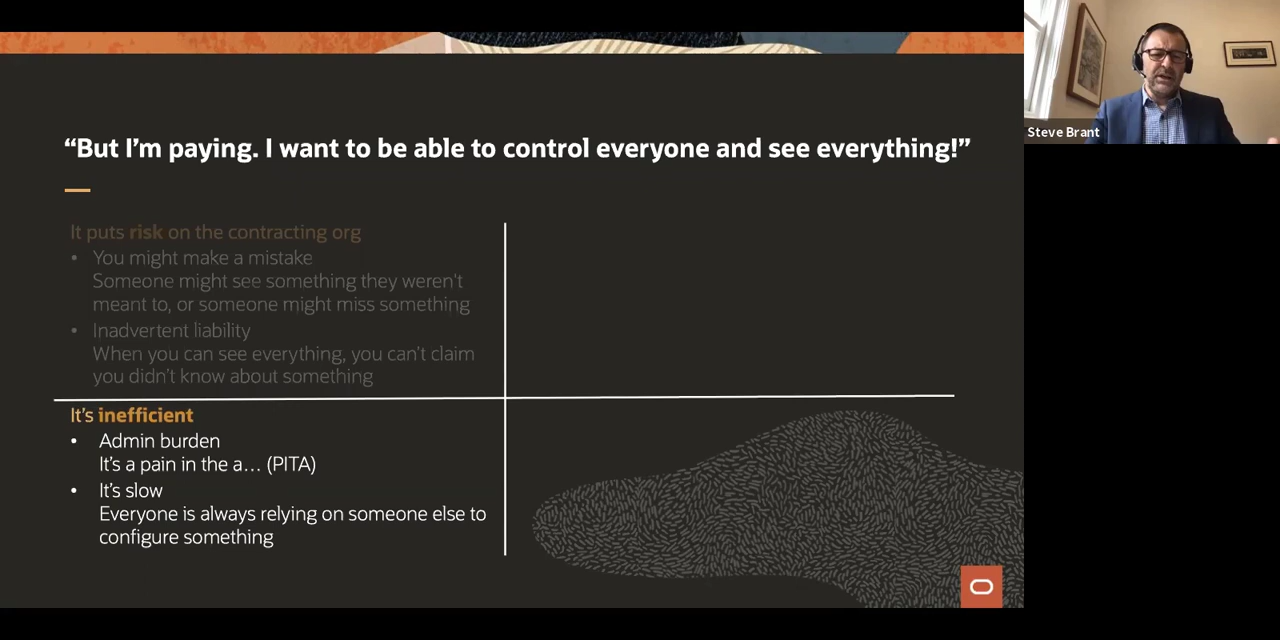 “But I’m paying. I want to be able to control everyone and see everything!”
It puts risk on the contracting org
• You might make a mistake
Someone might see something they weren't
meant to, or someone might miss something
• Inadvertent liability
When you can see everything, you can’t claim
you didn’t know about something
It’s inefficient
• Admin burden
It’s a pain in the a… (PITA)
• It’s slow
Everyone is always relying on someone else to
configure something
Steve Brant